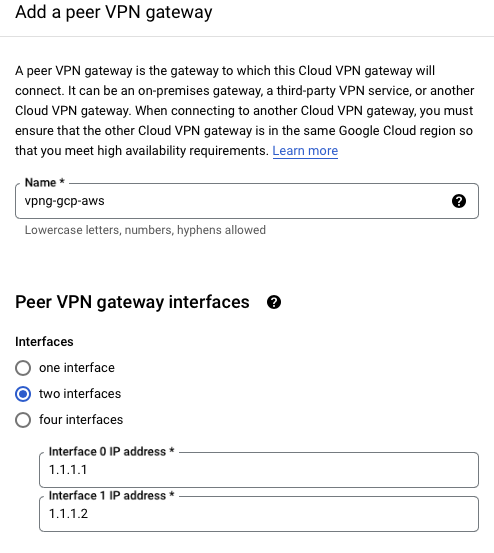 Add a peer VPN gateway
A peer VPN gateway is the gateway to which this Cloud VPN gateway will
connect. It can be an on-premises gateway, a third-party VPN service, or another
Cloud VPN gateway. When connecting to another Cloud VPN gateway, you must
ensure that the other Cloud VPN gateway is in the same Google Cloud region so
that you meet high availability requirements. Learn more
Name *
vpng-gcp-aws
?
Lowercase letters, numbers, hyphens allowed
Peer VPN gateway interfaces ?
Interfaces
one interface
two interfaces
four interfaces
Interface 0 IP address *
1.1.1.1
Interface 1 IP address *
1.1.1.2